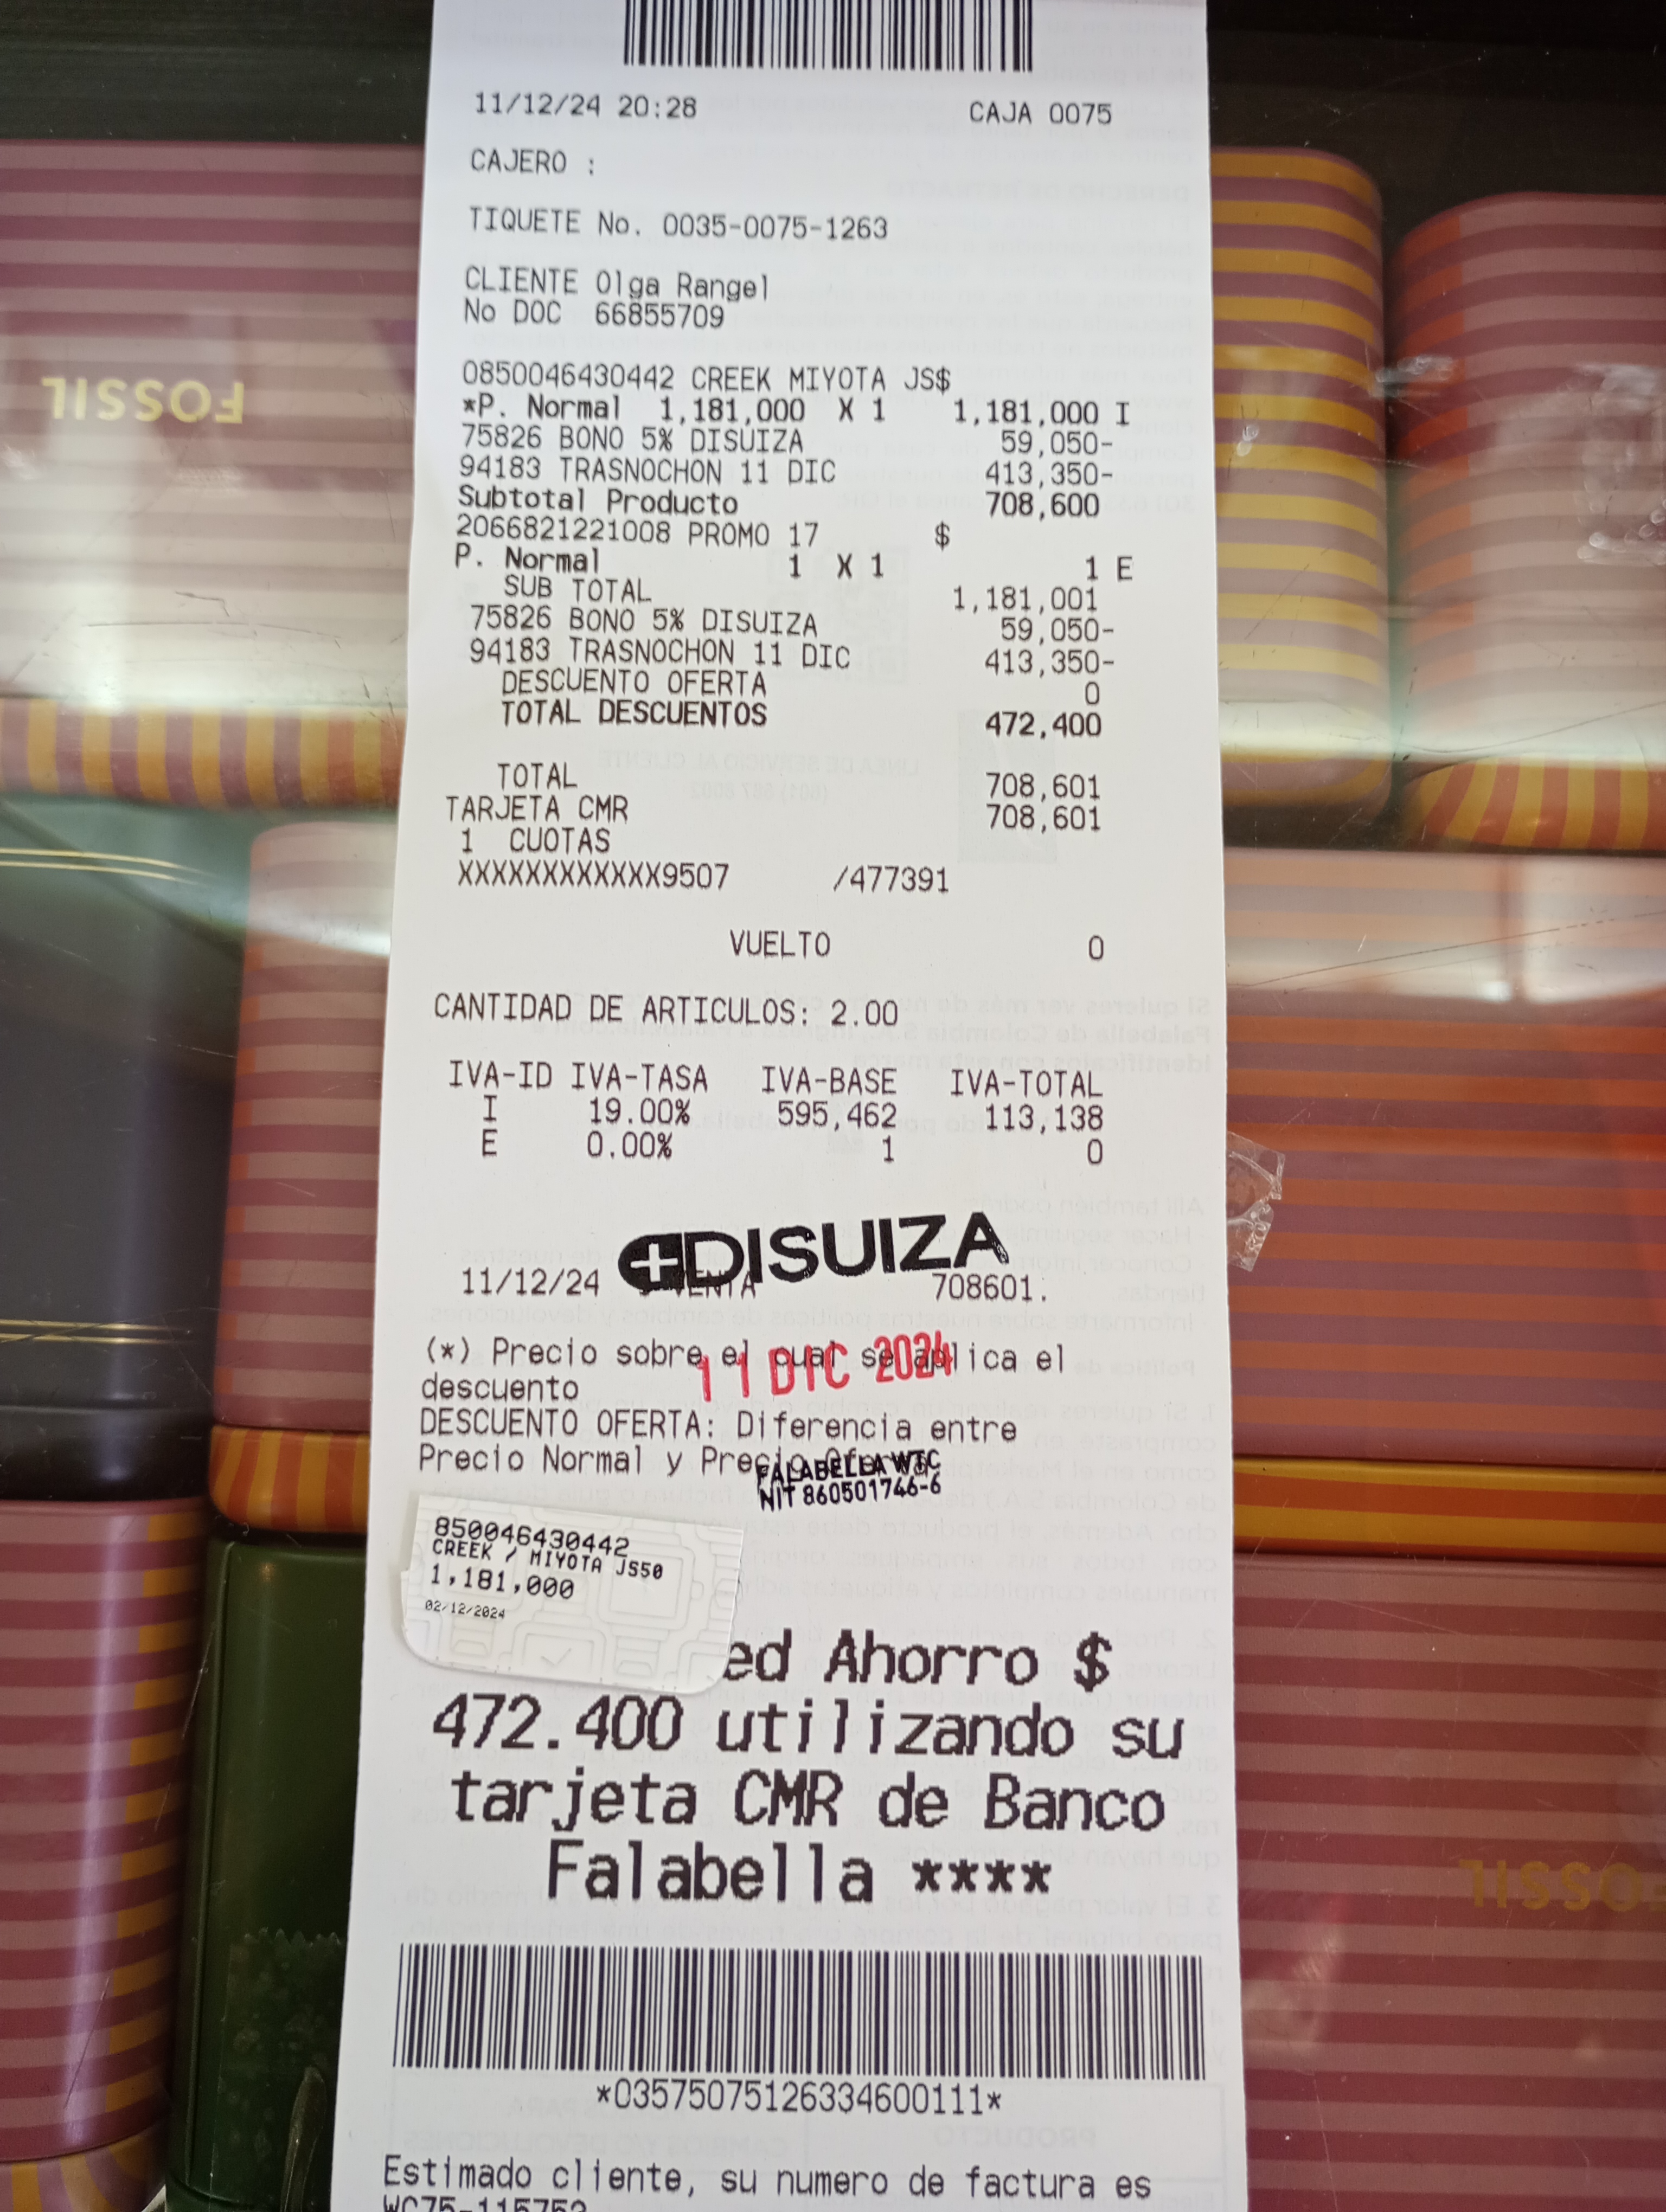 11/12/24 20:28 CAJA 0075
CAJERO :
TIQUETE No. 0035-0075-1263
CLIENTE Olga Rangel
No DOC 66855709
0850046430442 CREEK MIYOTA JS$
*P. Normal 1,181,000 X 1 1,181,000 I
75826 BONO 5% DISUIZA 59,050-
94183 TRASNOCHON 11 DIC 413,350-
Subtotal Producto 708,600
2066821221008 PROMO 17 $
P. Normal 1 X 1 1 E
SUB TOTAL 1,181,001
75826 BONO 5% DISUIZA 59,050-
94183 TRASNOCHON 11 DIC 413,350-
DESCUENTO OFERTA 0
TOTAL DESCUENTOS 472,400
TOTAL 708,601
TARJETA CMR 708,601
1 CUOTAS
XXXXXXXXXXXX9507 /477391
VUELTO 0
CANTIDAD DE ARTICULOS: 2.00
IVA-ID IVA-TASA IVA-BASE IVA-TOTAL
I 19.00% 595,462 113,138
E 0.00% 1 0
DISUIZA
11/12/24 VENTA 708601.
(*) Precio sobre el cual se aplica el
11 DIC 2024
descuento
DESCUENTO OFERTA: Diferencia entre
Precio Normal y Precio Oferta
FALABELLA WTC
NIT 860501746-6
850046430442
CREEK / MIYOTA JS50
1,181,000
02/12/2024
ed Ahorro $
472.400 utilizando su
tarjeta CMR de Banco
Falabella ****
*03575075126334600111*
Estimado cliente, su numero de factura es
WC75-115752
FOSSIL
FOSSIL